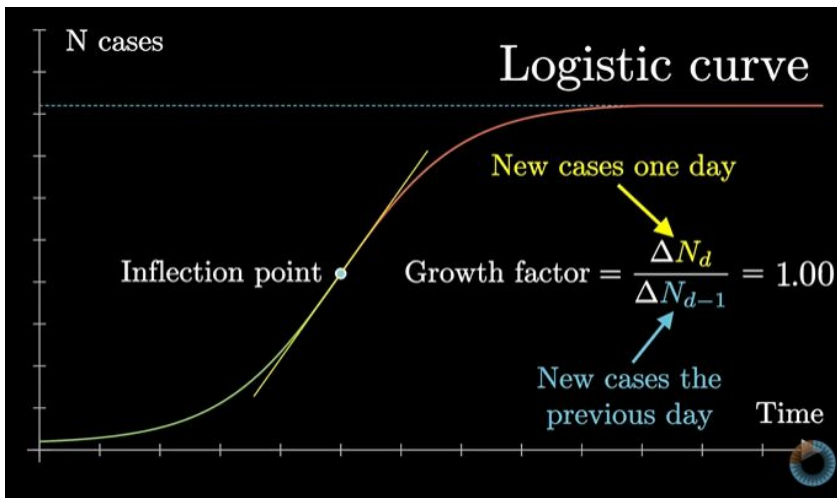 N cases
Logistic curve
New cases one day
Inflection point
Growth factor = ΔN_d / ΔN_{d−1} = 1.00
New cases the
previous day
Time